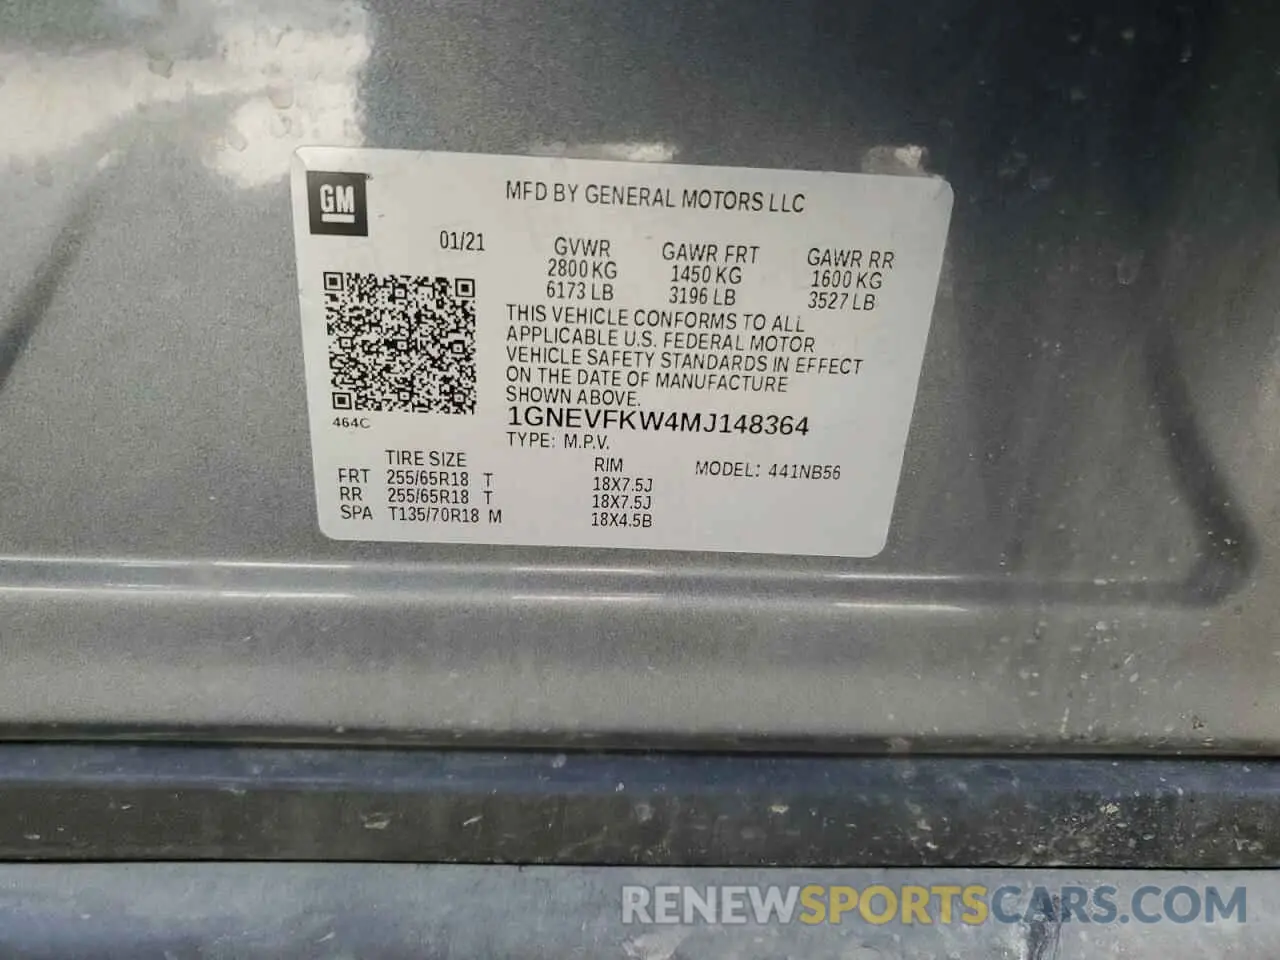 GM
MFD BY GENERAL MOTORS LLC
01/21
GVWR GAWR FRT GAWR RR
2800 KG 1450 KG 1600 KG
6173 LB 3196 LB 3527 LB
THIS VEHICLE CONFORMS TO ALL
APPLICABLE U.S. FEDERAL MOTOR
VEHICLE SAFETY STANDARDS IN EFFECT
ON THE DATE OF MANUFACTURE
SHOWN ABOVE.
464C
1GNEVFKW4MJ148364
TYPE: M.P.V.
TIRE SIZE RIM MODEL: 441NB56
FRT 255/65R18 T 18X7.5J
RR 255/65R18 T 18X7.5J
SPA T135/70R18 M 18X4.5B
RENEWSPORTSCARS.COM